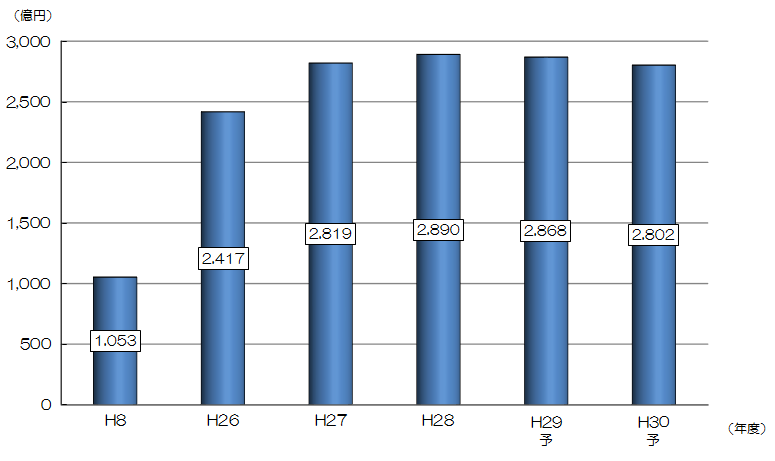 （億円）
3,000
2,500
2,000
1,500
1,000
500
0
1,053
2,417
2,819
2,890
2,868
2,802
H8
H26
H27
H28
H29
予
H30
予
（年度）